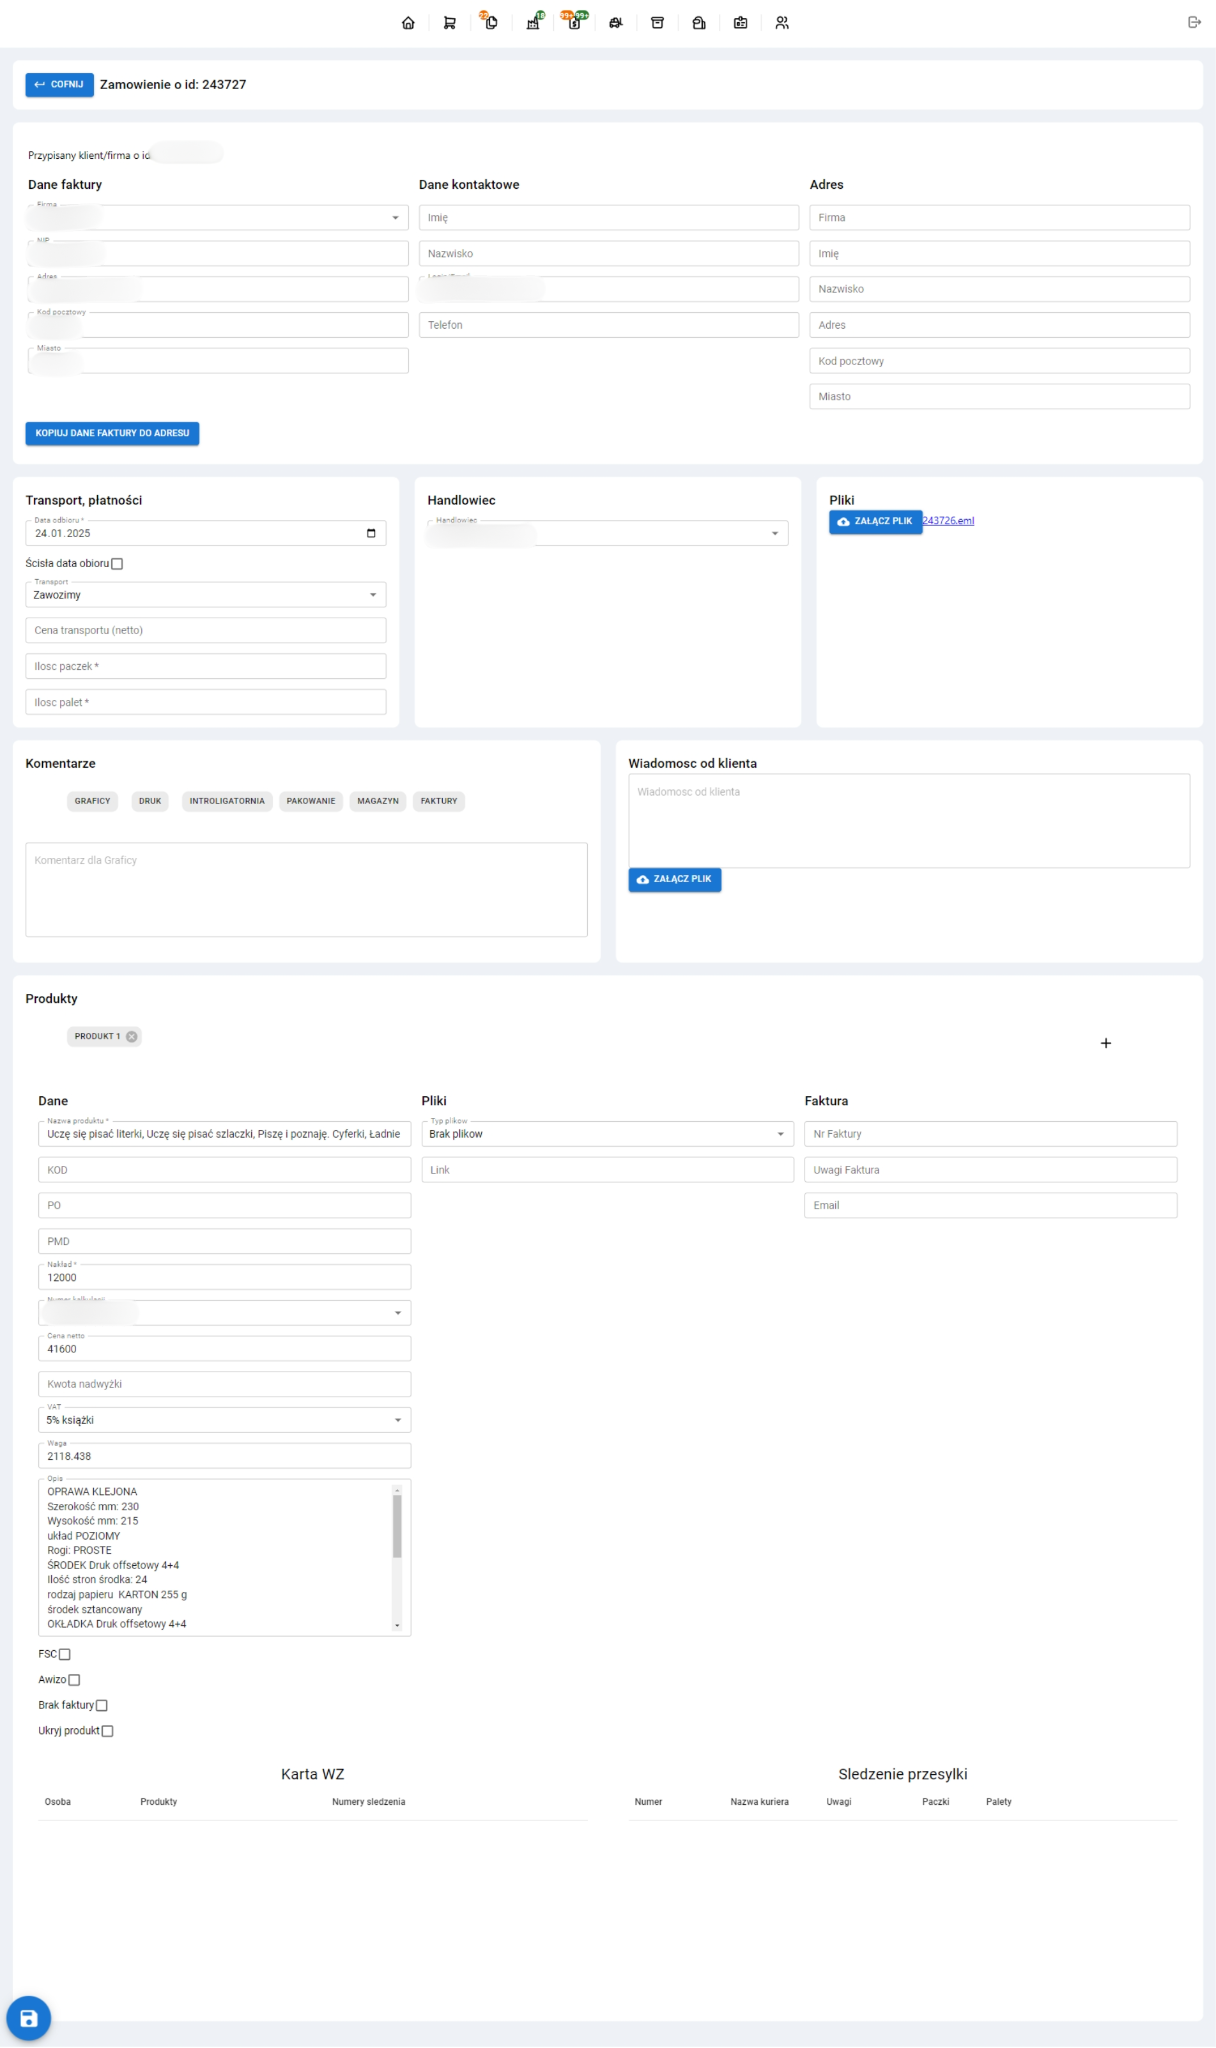 22
18
99+
99+
COFNIJ
Zamowienie o id: 243727
Przypisany klient/firma o id
Dane faktury
Firma
NIP
Adres
Kod pocztowy
Miasto
KOPIUJ DANE FAKTURY DO ADRESU
Dane kontaktowe
Imię
Nazwisko
Telefon
Adres
Firma
Imię
Nazwisko
Adres
Kod pocztowy
Miasto
Transport, płatności
Data odbioru *
24.01.2025
Ścisła data obioru
Transport
Zawozimy
Cena transportu (netto)
Ilosc paczek *
Ilosc palet *
Handlowiec
Handlowiec
Pliki
ZAŁĄCZ PLIK
243726.eml
Komentarze
GRAFICY
DRUK
INTROLIGATORNIA
PAKOWANIE
MAGAZYN
FAKTURY
Komentarz dla Graficy
Wiadomosc od klienta
Wiadomosc od klienta
ZAŁĄCZ PLIK
Produkty
PRODUKT 1
Dane
Nazwa produktu *
Uczę się pisać literki, Uczę się pisać szlaczki, Piszę i poznaję. Cyferki, Ładnie
KOD
PO
PMD
Nakład *
12000
Numer kalkulacji
Cena netto
41600
Kwota nadwyżki
VAT
5% książki
Waga
2118.438
Opis
OPRAWA KLEJONA
Szerokość mm: 230
Wysokość mm: 215
układ POZIOMY
Rogi: PROSTE
ŚRODEK Druk offsetowy 4+4
Ilość stron środka: 24
rodzaj papieru KARTON 255 g
środek sztancowany
OKŁADKA Druk offsetowy 4+4
FSC
Awizo
Brak faktury
Ukryj produkt
Pliki
Typ plikow
Brak plikow
Link
Faktura
Nr Faktury
Uwagi Faktura
Email
Karta WZ
Osoba
Produkty
Numery sledzenia
Sledzenie przesylki
Numer
Nazwa kuriera
Uwagi
Paczki
Palety